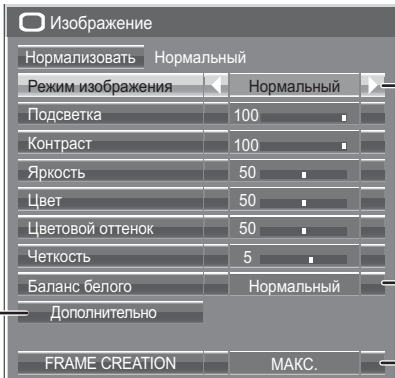 Изображение
Нормализовать Нормальный
Режим изображения Нормальный
Подсветка 100
Контраст 100
Яркость 50
Цвет 50
Цветовой оттенок 50
Четкость 5
Баланс белого Нормальный
Дополнительно
FRAME CREATION МАКС.